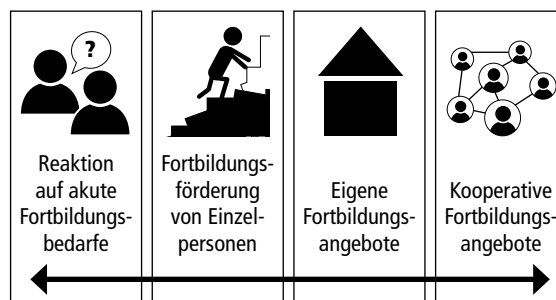 ?
Reaktion
auf akute
Fortbildungs-
bedarfe
Fortbildungs-
förderung
von Einzel-
personen
Eigene
Fortbildungs-
angebote
Kooperative
Fortbildungs-
angebote